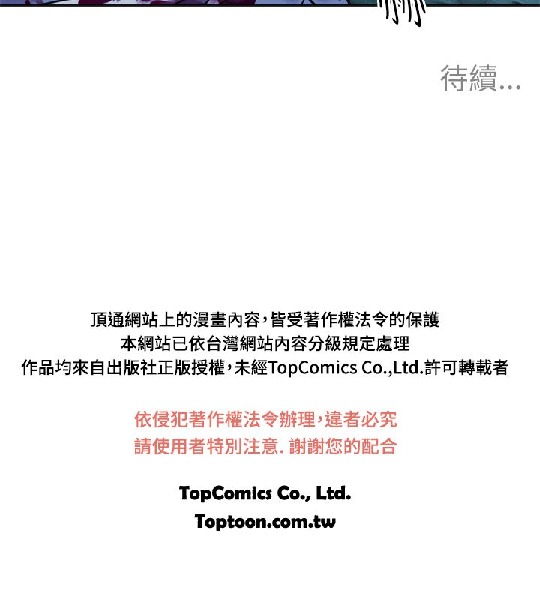 待續...
頂通網站上的漫畫內容,皆受著作權法令的保護
本網站已依台灣網站內容分級規定處理
作品均來自出版社正版授權,未經TopComics Co.,Ltd.許可轉載者
依侵犯著作權法令辦理,違者必究
請使用者特別注意. 謝謝您的配合
TopComics Co., Ltd.
Toptoon.com.tw